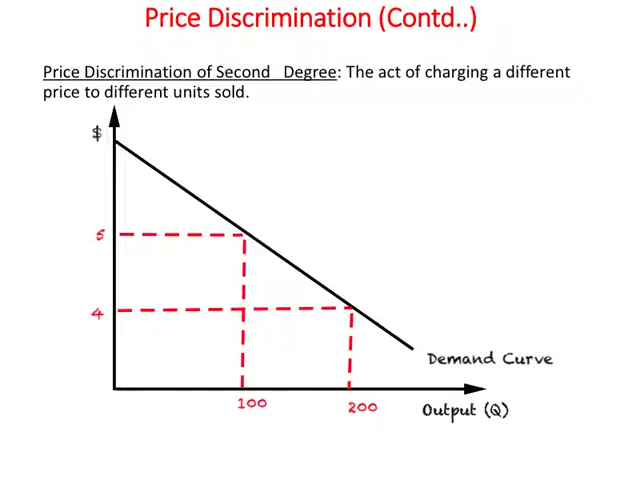 Price Discrimination (Contd..)
Price Discrimination of Second Degree: The act of charging a different
price to different units sold.
$
5
4
Demand Curve
100
200
Output (Q)